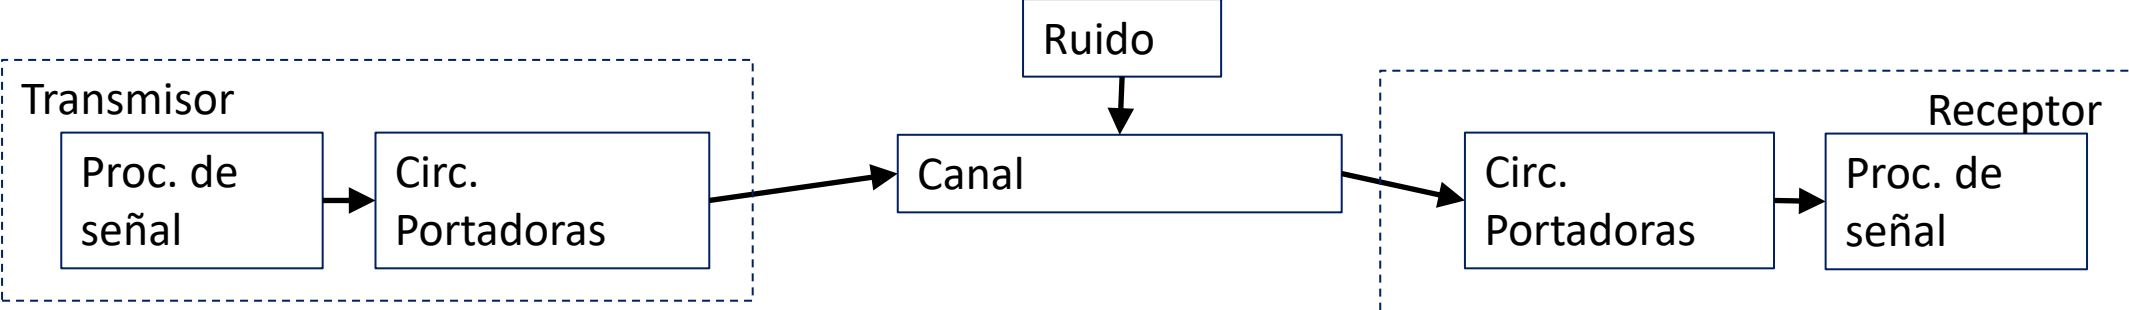 Ruido
Transmisor
Proc. de
señal
Circ.
Portadoras
Canal
Receptor
Circ.
Portadoras
Proc. de
señal